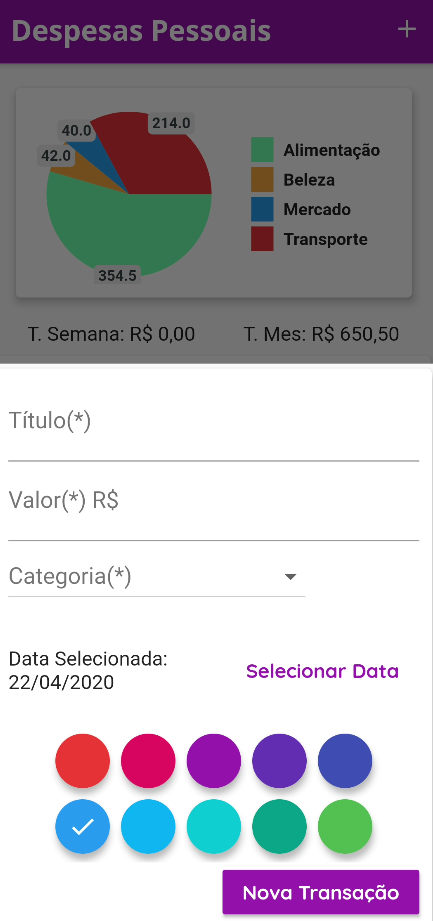 Despesas Pessoais
214.0
40.0
42.0
354.5
Alimentação
Beleza
Mercado
Transporte
T. Semana: R$ 0,00 T. Mes: R$ 650,50
Título(*)
Valor(*) R$
Categoria(*)
Data Selecionada:
22/04/2020
Selecionar Data
Nova Transação